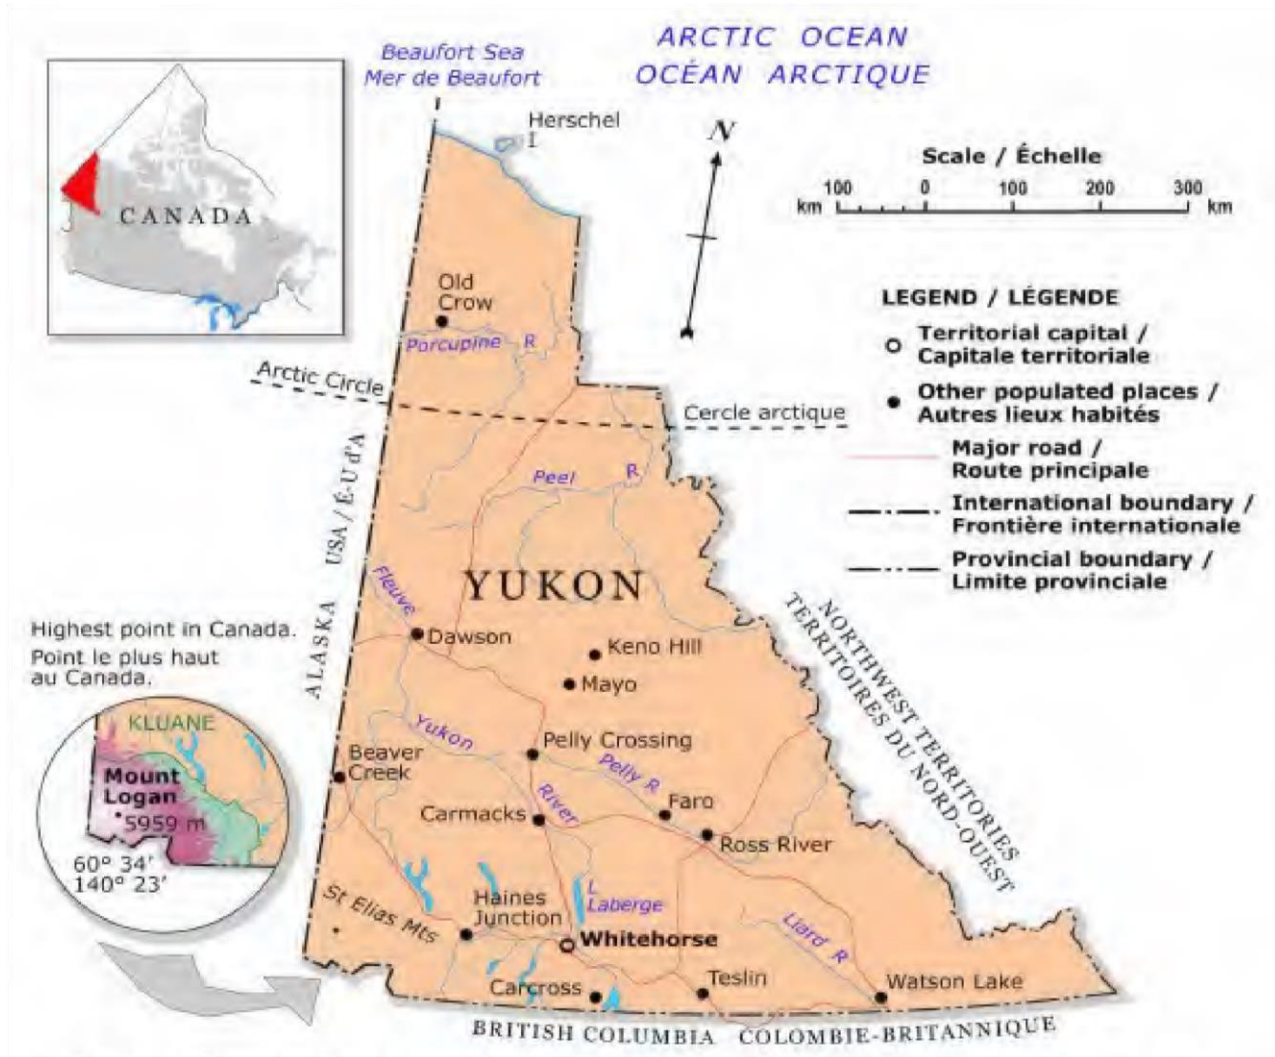 Beaufort Sea
Mer de Beaufort
ARCTIC OCEAN
OCÉAN ARCTIQUE
Herschel
I
N
Scale / Échelle
100 0 100 200 300
km km
CANADA
LEGEND / LÉGENDE
Territorial capital /
Capitale territoriale
Other populated places /
Autres lieux habités
Major road /
Route principale
International boundary /
Frontière internationale
Provincial boundary /
Limite provinciale
Old
Crow
Porcupine R
Arctic Circle
Cercle arctique
Peel R
ALASKA USA / É-U d'A
YUKON
Fleuve
Dawson
Keno Hill
Mayo
NORTHWEST TERRITORIES
TERRITOIRES DU NORD-OUEST
Highest point in Canada.
Point le plus haut
au Canada.
KLUANE
Mount
Logan
5959 m
60° 34'
140° 23'
Yukon
River
Pelly Crossing
Pelly R
Beaver
Creek
Carmacks
Faro
Ross River
L
Laberge
Haines
Junction
St Elias Mts
Whitehorse
Liard R
Carcross
Teslin
Watson Lake
BRITISH COLUMBIA COLOMBIE-BRITANNIQUE